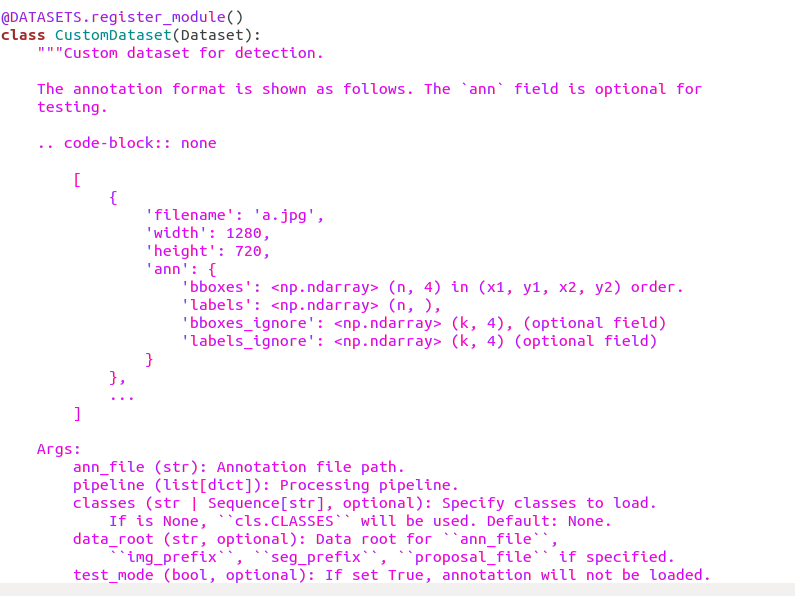 @DATASETS.register_module()
class CustomDataset(Dataset):
    """Custom dataset for detection.

    The annotation format is shown as follows. The `ann` field is optional for
    testing.

    .. code-block:: none

        [
            {
                'filename': 'a.jpg',
                'width': 1280,
                'height': 720,
                'ann': {
                    'bboxes': <np.ndarray> (n, 4) in (x1, y1, x2, y2) order.
                    'labels': <np.ndarray> (n, ),
                    'bboxes_ignore': <np.ndarray> (k, 4), (optional field)
                    'labels_ignore': <np.ndarray> (k, 4) (optional field)
                }
            },
            ...
        ]

    Args:
        ann_file (str): Annotation file path.
        pipeline (list[dict]): Processing pipeline.
        classes (str | Sequence[str], optional): Specify classes to load.
            If is None, ``cls.CLASSES`` will be used. Default: None.
        data_root (str, optional): Data root for ``ann_file``,
            ``img_prefix``, ``seg_prefix``, ``proposal_file`` if specified.
        test_mode (bool, optional): If set True, annotation will not be loaded.